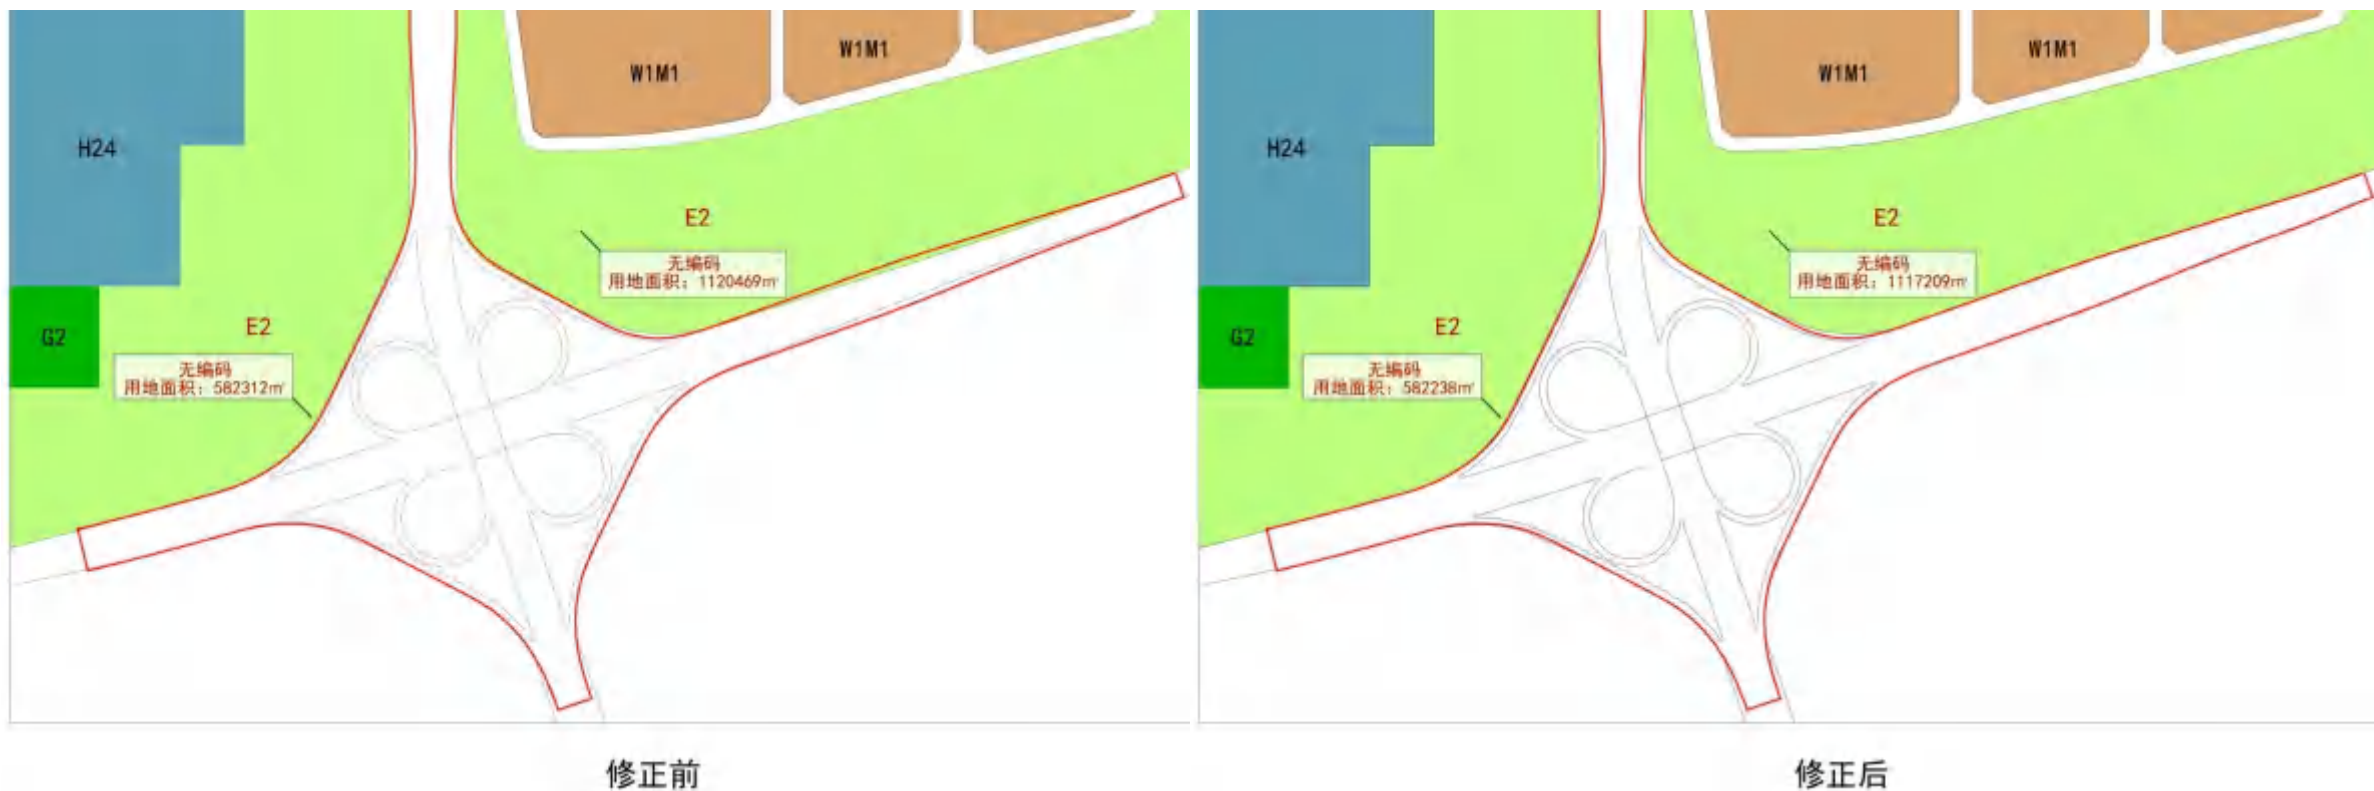 W1M1
W1M1
H24
E2
无编码
用地面积：1120469㎡
E2
G2
无编码
用地面积：582312㎡
修正前
W1M1
W1M1
H24
E2
无编码
用地面积：1117209㎡
E2
G2
无编码
用地面积：582238㎡
修正后